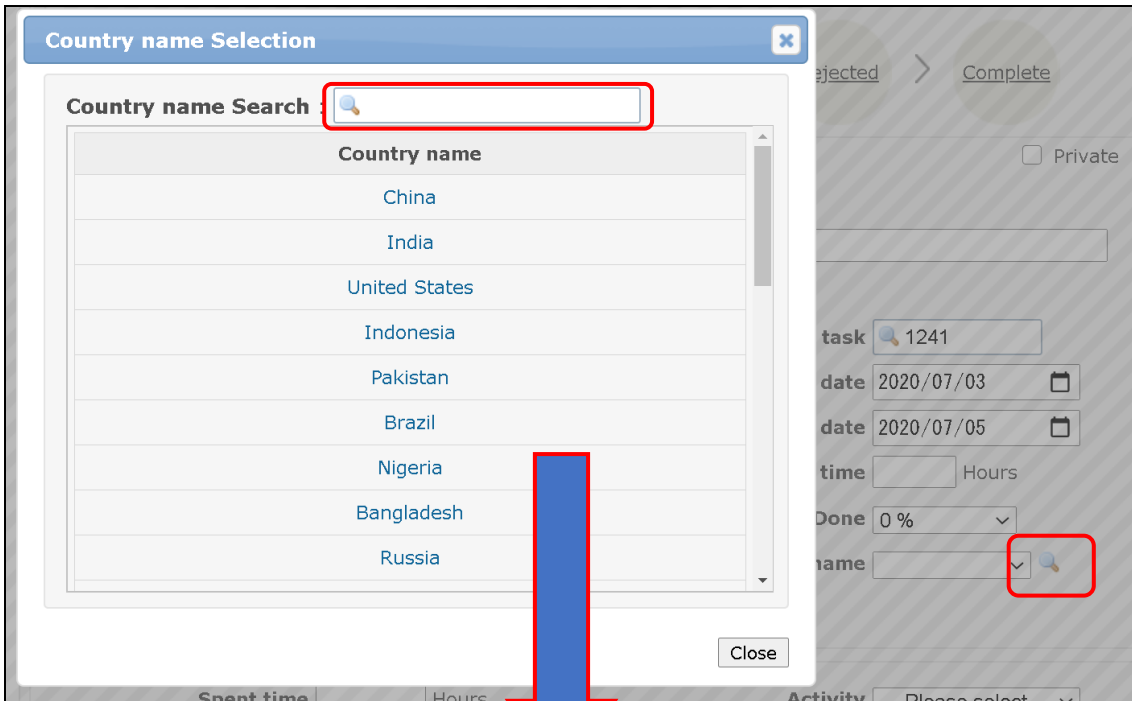 Country name Selection
ejected
Complete
Country name Search :
Country name
Private
China
India
United States
Indonesia
task 1241
Pakistan
date 2020/07/03
Brazil
date 2020/07/05
Nigeria
time Hours
Bangladesh
Done 0 %
Russia
name
Close
Spent time Hours
Activity Please select